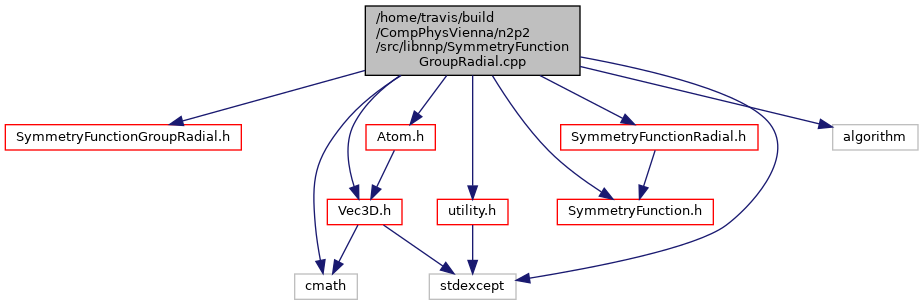 /home/travis/build
/CompPhysVienna/n2p2
/src/libnnp/SymmetryFunction
GroupRadial.cpp
SymmetryFunctionGroupRadial.h
Atom.h
SymmetryFunctionRadial.h
algorithm
Vec3D.h
utility.h
SymmetryFunction.h
cmath
stdexcept